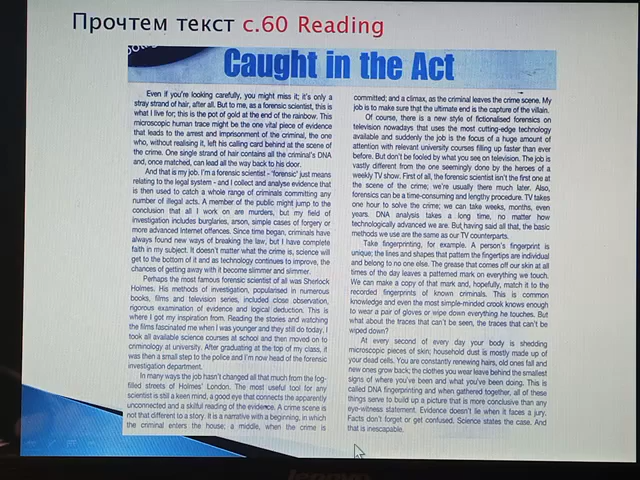 Прочтем текст с.60 Reading
Caught in the Act
Even if you're looking carefully, you might miss it; it's only a
stray strand of hair, after all. But to me, as a forensic scientist, this is
what I live for; this is the pot of gold at the end of the rainbow. This
microscopic human trace might be the one vital piece of evidence
that leads to the arrest and imprisonment of the criminal, the one
who, without realising it, left his calling card behind at the scene of
the crime. One single strand of hair contains all the criminal's DNA
and, once matched, can lead all the way back to his door.
And that is my job. I'm a forensic scientist - 'forensic' just means
relating to the legal system - and I collect and analyse evidence that
is then used to catch a whole range of criminals committing any
number of illegal acts. A member of the public might jump to the
conclusion that all I work on are murders, but my field of
investigation includes burglaries, arson, simple cases of forgery or
more advanced Internet offences. Since time began, criminals have
always found new ways of breaking the law, but I have complete
faith in my subject. It doesn't matter what the crime is, science will
get to the bottom of it and as technology continues to improve, the
chances of getting away with it become slimmer and slimmer.
Perhaps the most famous forensic scientist of all was Sherlock
Holmes. His methods of investigation, popularised in numerous
books, films and television series, included close observation,
rigorous examination of evidence and logical deduction. This is
where I got my inspiration from. Reading the stories and watching
the films fascinated me when I was younger and they still do today. I
took all available science courses at school and then moved on to
criminology at university. After graduating at the top of my class, it
was then a small step to the police and I'm now head of the forensic
investigation department.
In many ways the job hasn't changed all that much from the fog-
filled streets of Holmes' London. The most useful tool for any
scientist is still a keen mind, a good eye that connects the apparently
unconnected and a skilful reading of the evidence. A crime scene is
not that different to a story. It is a narrative with a beginning, in which
the criminal enters the house; a middle, when the crime is
committed; and a climax, as the criminal leaves the crime scene. My
job is to make sure that the ultimate end is the capture of the villain.
Of course, there is a new style of fictionalised forensics on
television nowadays that uses the most cutting-edge technology
available and suddenly the job is the focus of a huge amount of
attention with relevant university courses filling up faster than ever
before. But don't be fooled by what you see on television. The job is
vastly different from the one seemingly done by the heroes of a
weekly TV show. First of all, the forensic scientist isn't the first one at
the scene of the crime; we're usually there much later. Also,
forensics can be a time-consuming and lengthy procedure. TV takes
one hour to solve the crime; we can take weeks, months, even
years. DNA analysis takes a long time, no matter how
technologically advanced we are. But having said all that, the basic
methods we use are the same as our TV counterparts.
Take fingerprinting, for example. A person's fingerprint is
unique; the lines and shapes that pattern the fingertips are individual
and belong to no one else. The grease that comes off our skin at all
times of the day leaves a patterned mark on everything we touch.
We can make a copy of that mark and, hopefully, match it to the
recorded fingerprints of known criminals. This is common
knowledge and even the most simple-minded crook knows enough
to wear a pair of gloves or wipe down everything he touches. But
what about the traces that can't be seen, the traces that can't be
wiped down?
At every second of every day your body is shedding
microscopic pieces of skin; household dust is mostly made up of
your dead cells. You are constantly renewing hairs, old ones fall and
new ones grow back; the clothes you wear leave behind the smallest
signs of where you've been and what you've been doing. This is
called DNA fingerprinting and when gathered together, all of these
things serve to build up a picture that is more conclusive than any
eye-witness statement. Evidence doesn't lie when it faces a jury.
Facts don't forget or get confused. Science states the case. And
that is inescapable.